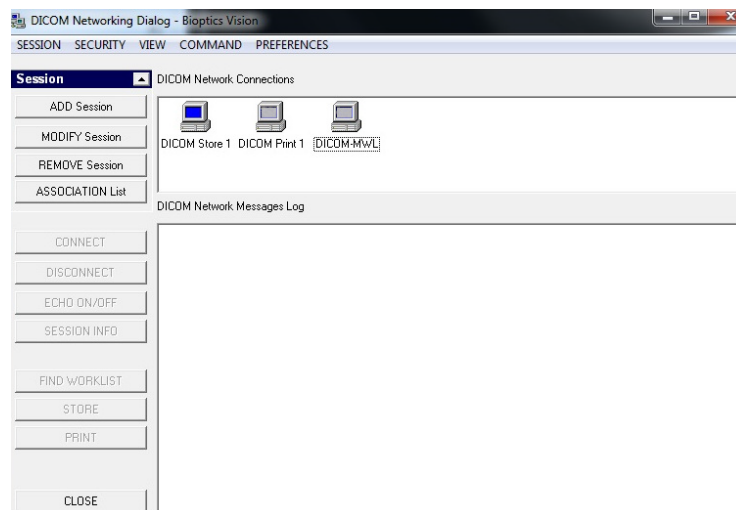 DICOM Networking Dialog - Bioptics Vision
SESSION SECURITY VIEW COMMAND PREFERENCES
Session
DICOM Network Connections
ADD Session
MODIFY Session
REMOVE Session
ASSOCIATION List
DICOM Store 1 DICOM Print 1 DICOM-MWL
DICOM Network Messages Log
CONNECT
DISCONNECT
ECHO ON/OFF
SESSION INFO
FIND WORKLIST
STORE
PRINT
CLOSE